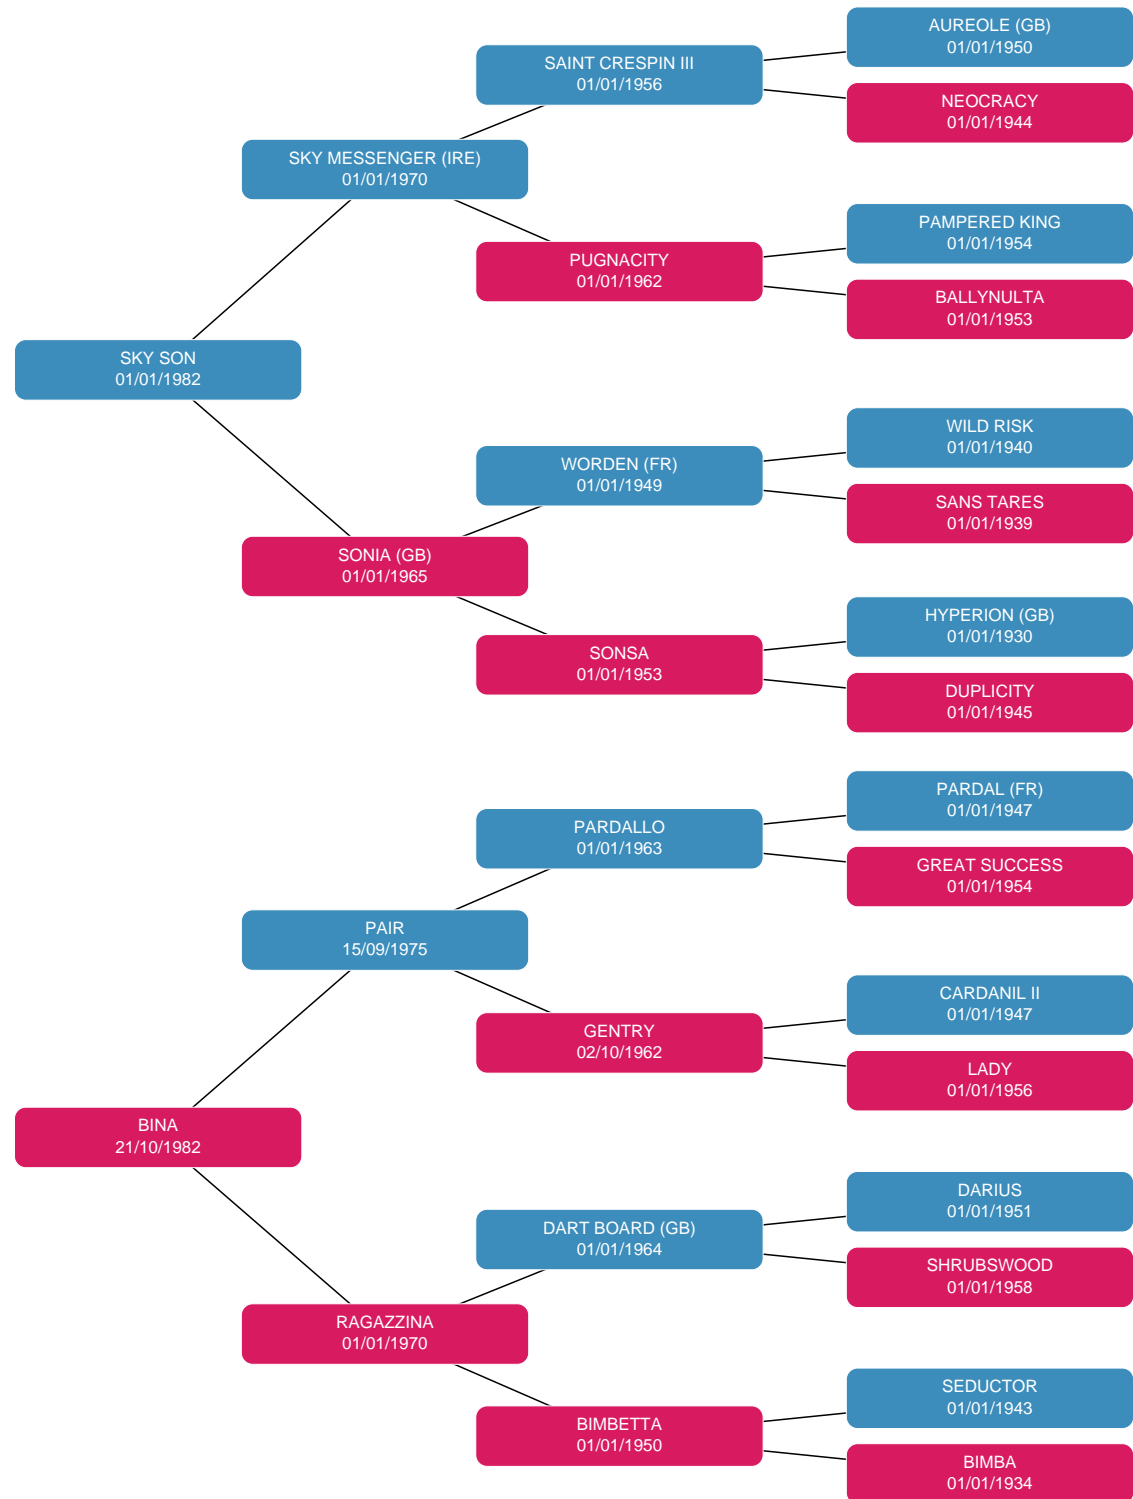 AUREOLE (GB)
01/01/1950
SAINT CRESPIN III
01/01/1956
NEOCRACY
01/01/1944
SKY MESSENGER (IRE)
01/01/1970
PAMPERED KING
01/01/1954
PUGNACITY
01/01/1962
BALLYNULTA
01/01/1953
SKY SON
01/01/1982
WILD RISK
01/01/1940
WORDEN (FR)
01/01/1949
SANS TARES
01/01/1939
SONIA (GB)
01/01/1965
HYPERION (GB)
01/01/1930
SONSA
01/01/1953
DUPLICITY
01/01/1945
PARDAL (FR)
01/01/1947
PARDALLO
01/01/1963
GREAT SUCCESS
01/01/1954
PAIR
15/09/1975
CARDANIL II
01/01/1947
GENTRY
02/10/1962
LADY
01/01/1956
BINA
21/10/1982
DARIUS
01/01/1951
DART BOARD (GB)
01/01/1964
SHRUBSWOOD
01/01/1958
RAGAZZINA
01/01/1970
SEDUCTOR
01/01/1943
BIMBETTA
01/01/1950
BIMBA
01/01/1934